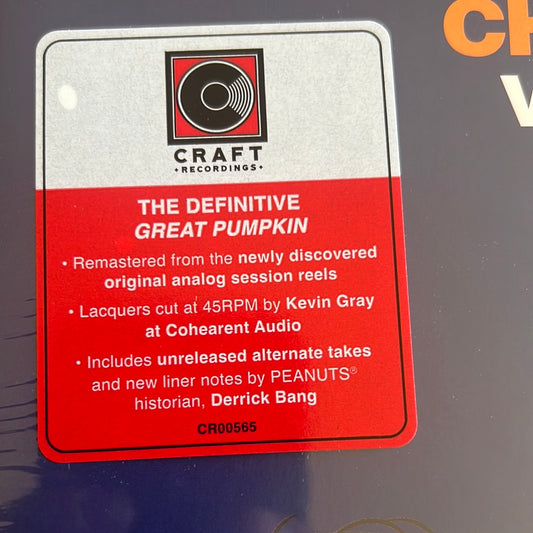 CH
V
CRAFT
• RECORDINGS •
THE DEFINITIVE
GREAT PUMPKIN
• Remastered from the newly discovered
original analog session reels
• Lacquers cut at 45RPM by Kevin Gray
at Cohearent Audio
• Includes unreleased alternate takes
and new liner notes by PEANUTS®
historian, Derrick Bang
CR00565